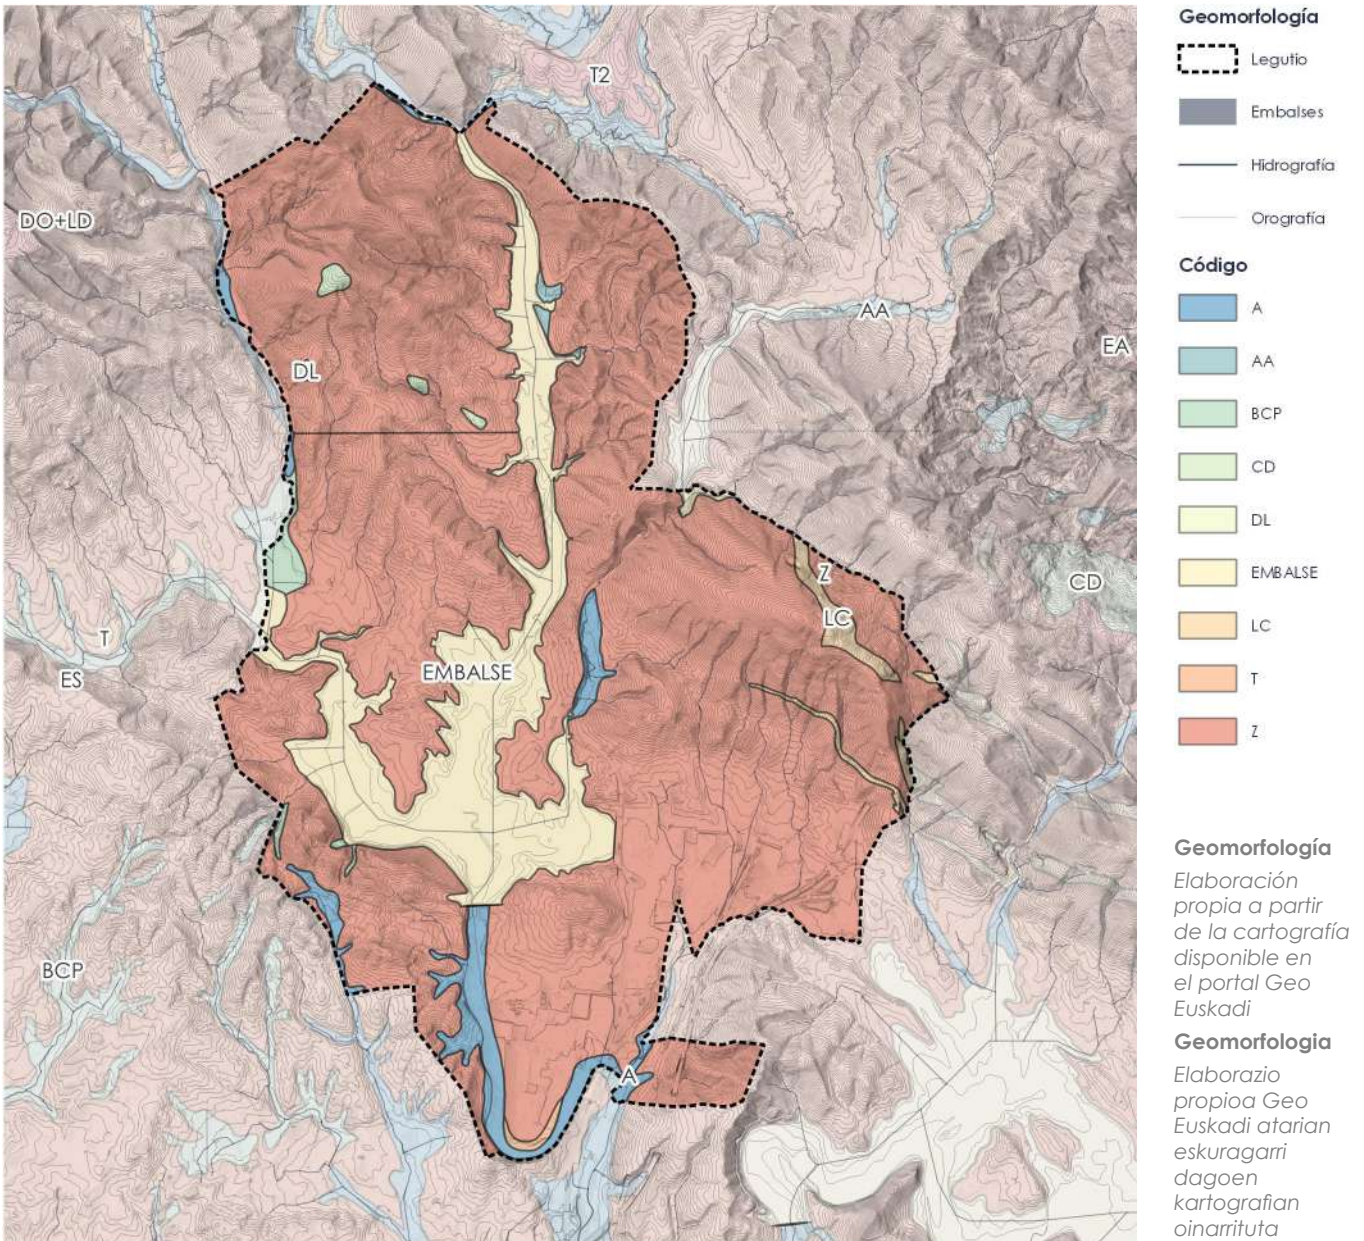 T2
DO+LD
AA
EA
DL
Z
CD
LC
T
EMBALSE
ES
BCP
A
Geomorfología
Legutio
Embalses
Hidrografía
Orografía
Código
A
AA
BCP
CD
DL
EMBALSE
LC
T
Z
Geomorfología
Elaboración
propia a partir
de la cartografía
disponible en
el portal Geo
Euskadi
Geomorfologia
Elaborazio
propioa Geo
Euskadi atarian
eskuragarri
dagoen
kartografian
oinarrituta